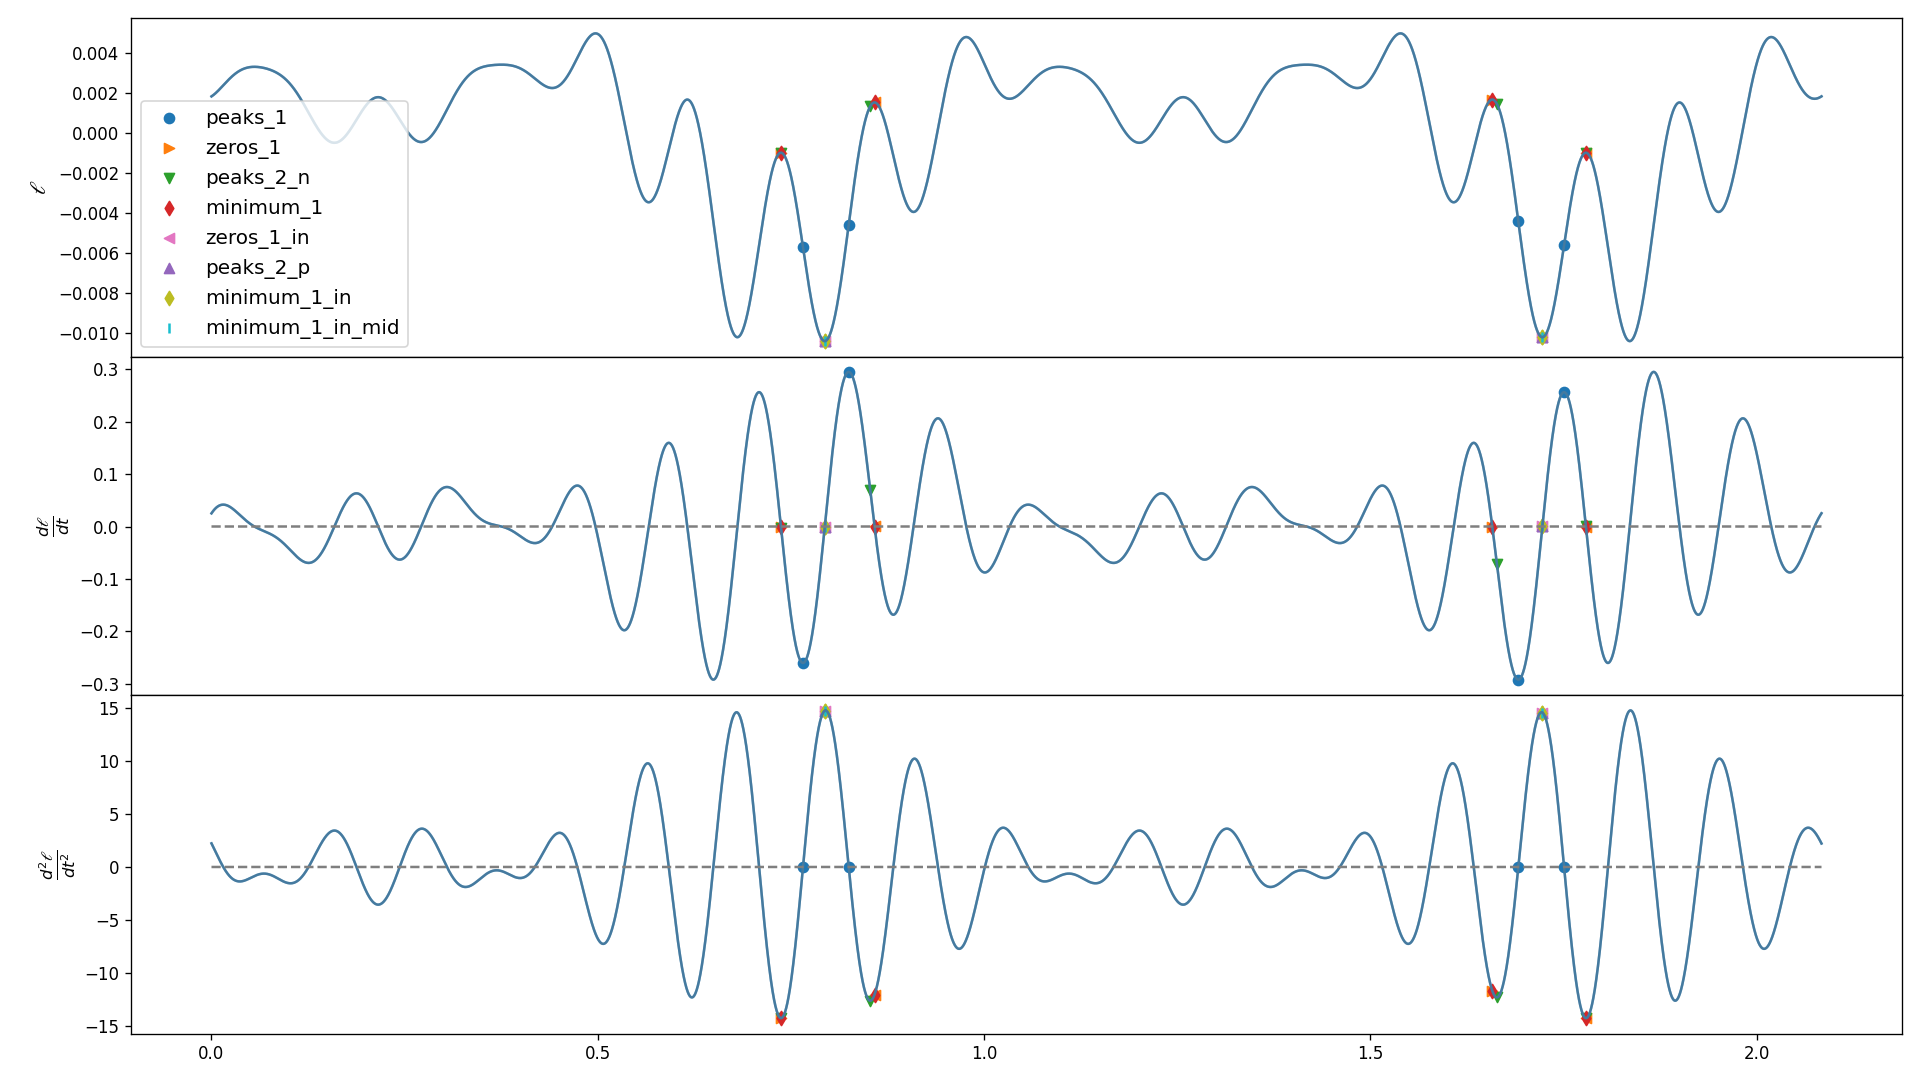 0.004
0.002
0.000
−0.002
−0.004
−0.006
−0.008
−0.010
ℓ
peaks_1
zeros_1
peaks_2_n
minimum_1
zeros_1_in
peaks_2_p
minimum_1_in
minimum_1_in_mid
0.3
0.2
0.1
0.0
−0.1
−0.2
−0.3
dℓ
dt
15
10
5
0
−5
−10
−15
d²ℓ
dt²
0.0 0.5 1.0 1.5 2.0